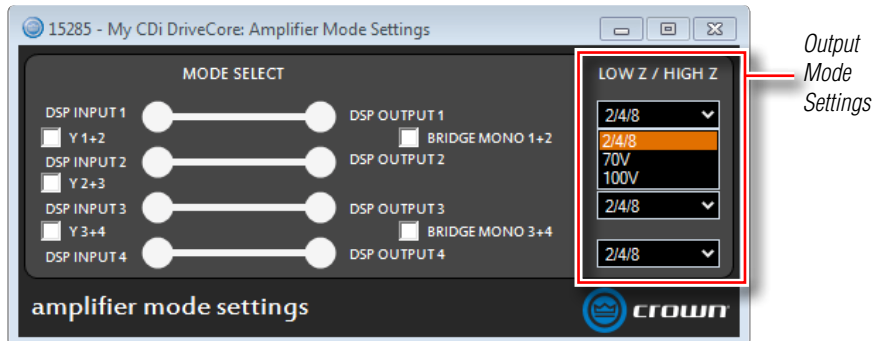 15285 - My CDi DriveCore: Amplifier Mode Settings
MODE SELECT
LOW Z / HIGH Z
Output
Mode
Settings
DSP INPUT 1
DSP OUTPUT 1
2/4/8
Y 1+2
BRIDGE MONO 1+2
2/4/8
DSP INPUT 2
DSP OUTPUT 2
70V
Y 2+3
100V
DSP INPUT 3
DSP OUTPUT 3
2/4/8
Y 3+4
BRIDGE MONO 3+4
DSP INPUT 4
DSP OUTPUT 4
2/4/8
amplifier mode settings
crown